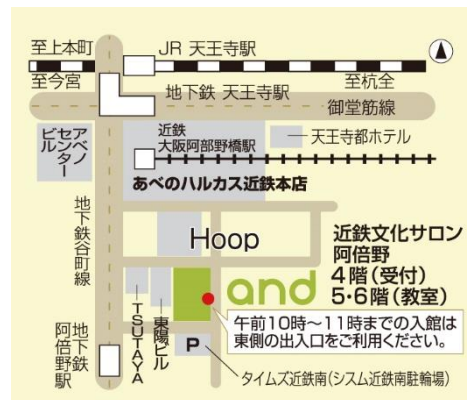 至上本町
JR 天王寺駅
至今宮
地下鉄 天王寺駅
至杭全
御堂筋線
アベノ
センター
ビル
近鉄
大阪阿部野橋駅
天王寺都ホテル
あべのハルカス近鉄本店
地下鉄谷町線
Hoop
and
近鉄文化サロン
阿倍野
4階(受付)
5・6階(教室)
TSUTAYA
東陽ビル
午前10時〜11時までの入館は
東側の出入口をご利用ください。
地下鉄
阿倍野駅
P
タイムズ近鉄南(シスム近鉄南駐輪場)